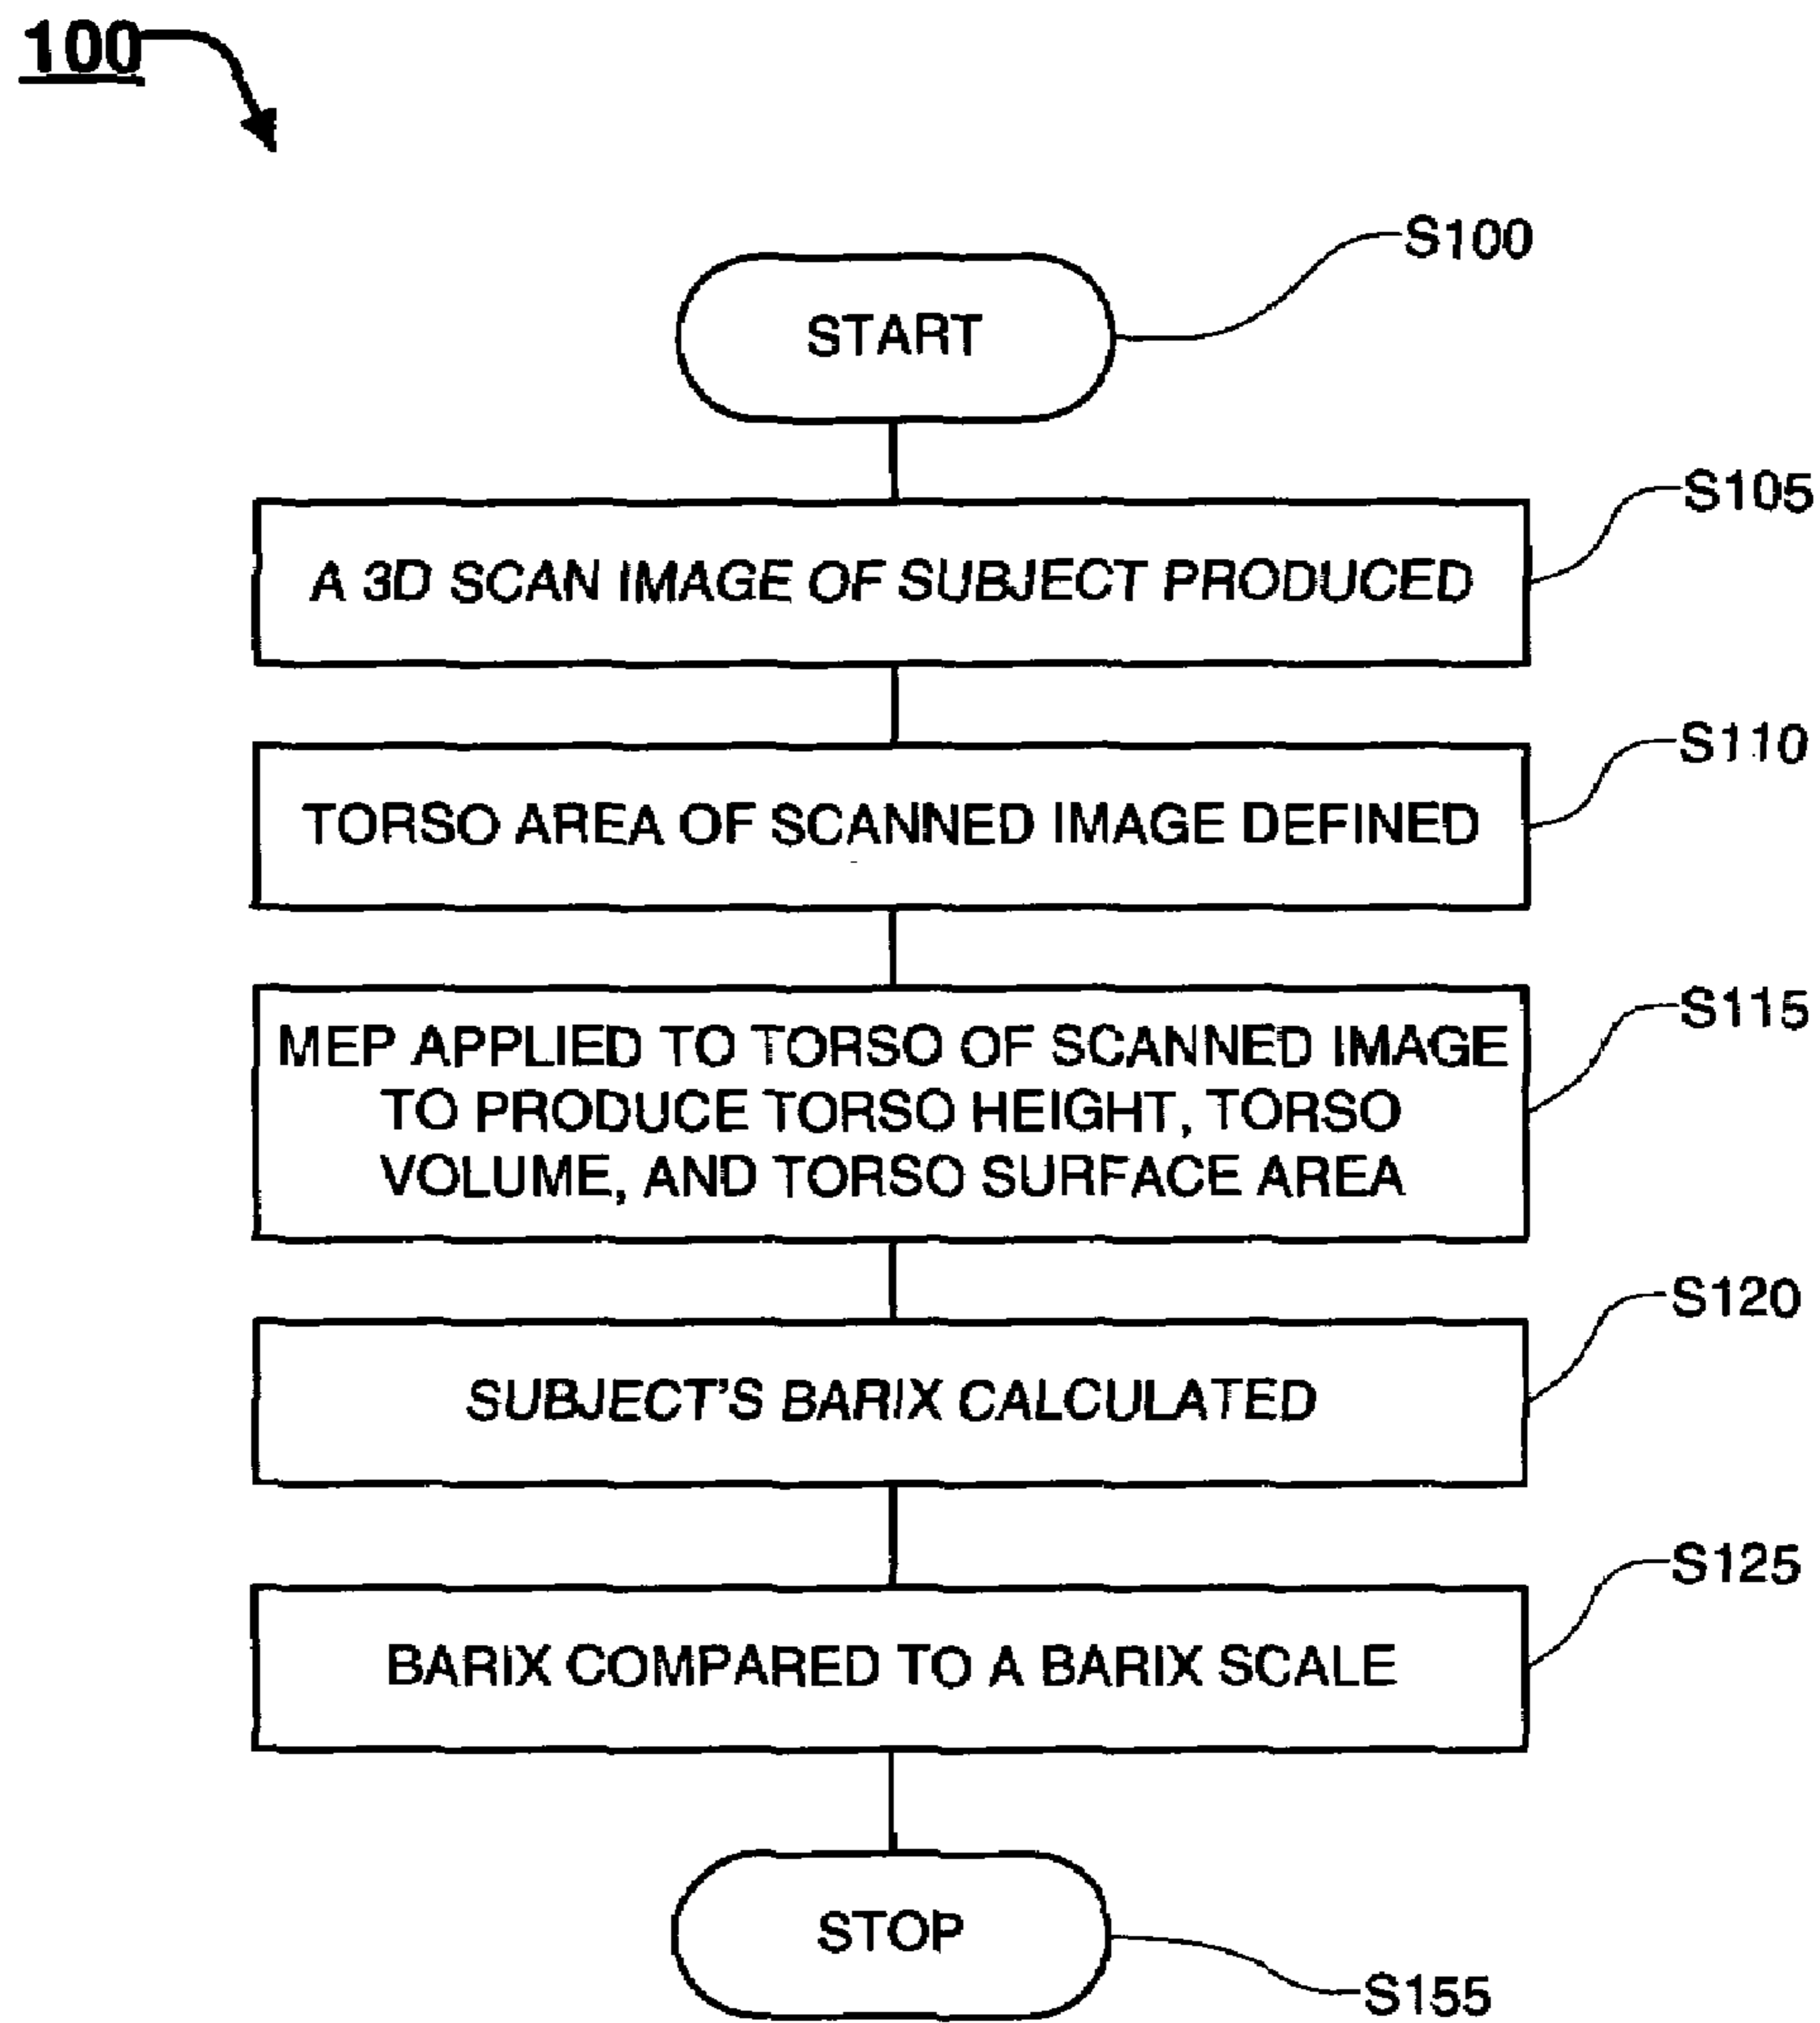 100
S100
START
S105
A 3D SCAN IMAGE OF SUBJECT PRODUCED
S110
TORSO AREA OF SCANNED IMAGE DEFINED
S115
MEP APPLIED TO TORSO OF SCANNED IMAGE
TO PRODUCE TORSO HEIGHT, TORSO
VOLUME, AND TORSO SURFACE AREA
S120
SUBJECT'S BARIX CALCULATED
S125
BARIX COMPARED TO A BARIX SCALE
STOP
S155